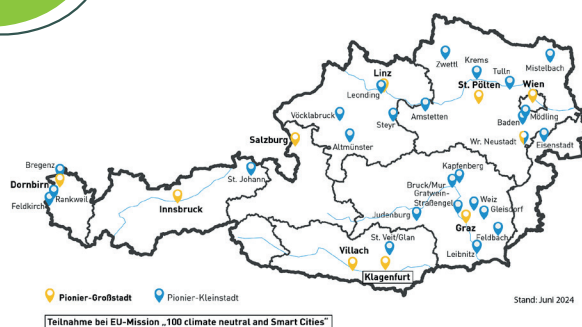 Zwettl
Krems
Tulln
Mistelbach
Linz
Leonding
St. Pölten
Wien
Vöcklabruck
Steyr
Amstetten
Baden
Mödling
Salzburg
Altmünster
Wr. Neustadt
Eisenstadt
Bregenz
Dornbirn
St. Johann
Kapfenberg
Feldkirch
Rankweil
Innsbruck
Bruck/Mur
Gratwein-
Straßengel
Weiz
Gleisdorf
Judenburg
Graz
Feldbach
St. Veit/Glan
Villach
Leibnitz
Klagenfurt
Pionier-Großstadt
Pionier-Kleinstadt
Stand: Juni 2024
Teilnahme bei EU-Mission „100 climate neutral and Smart Cities"